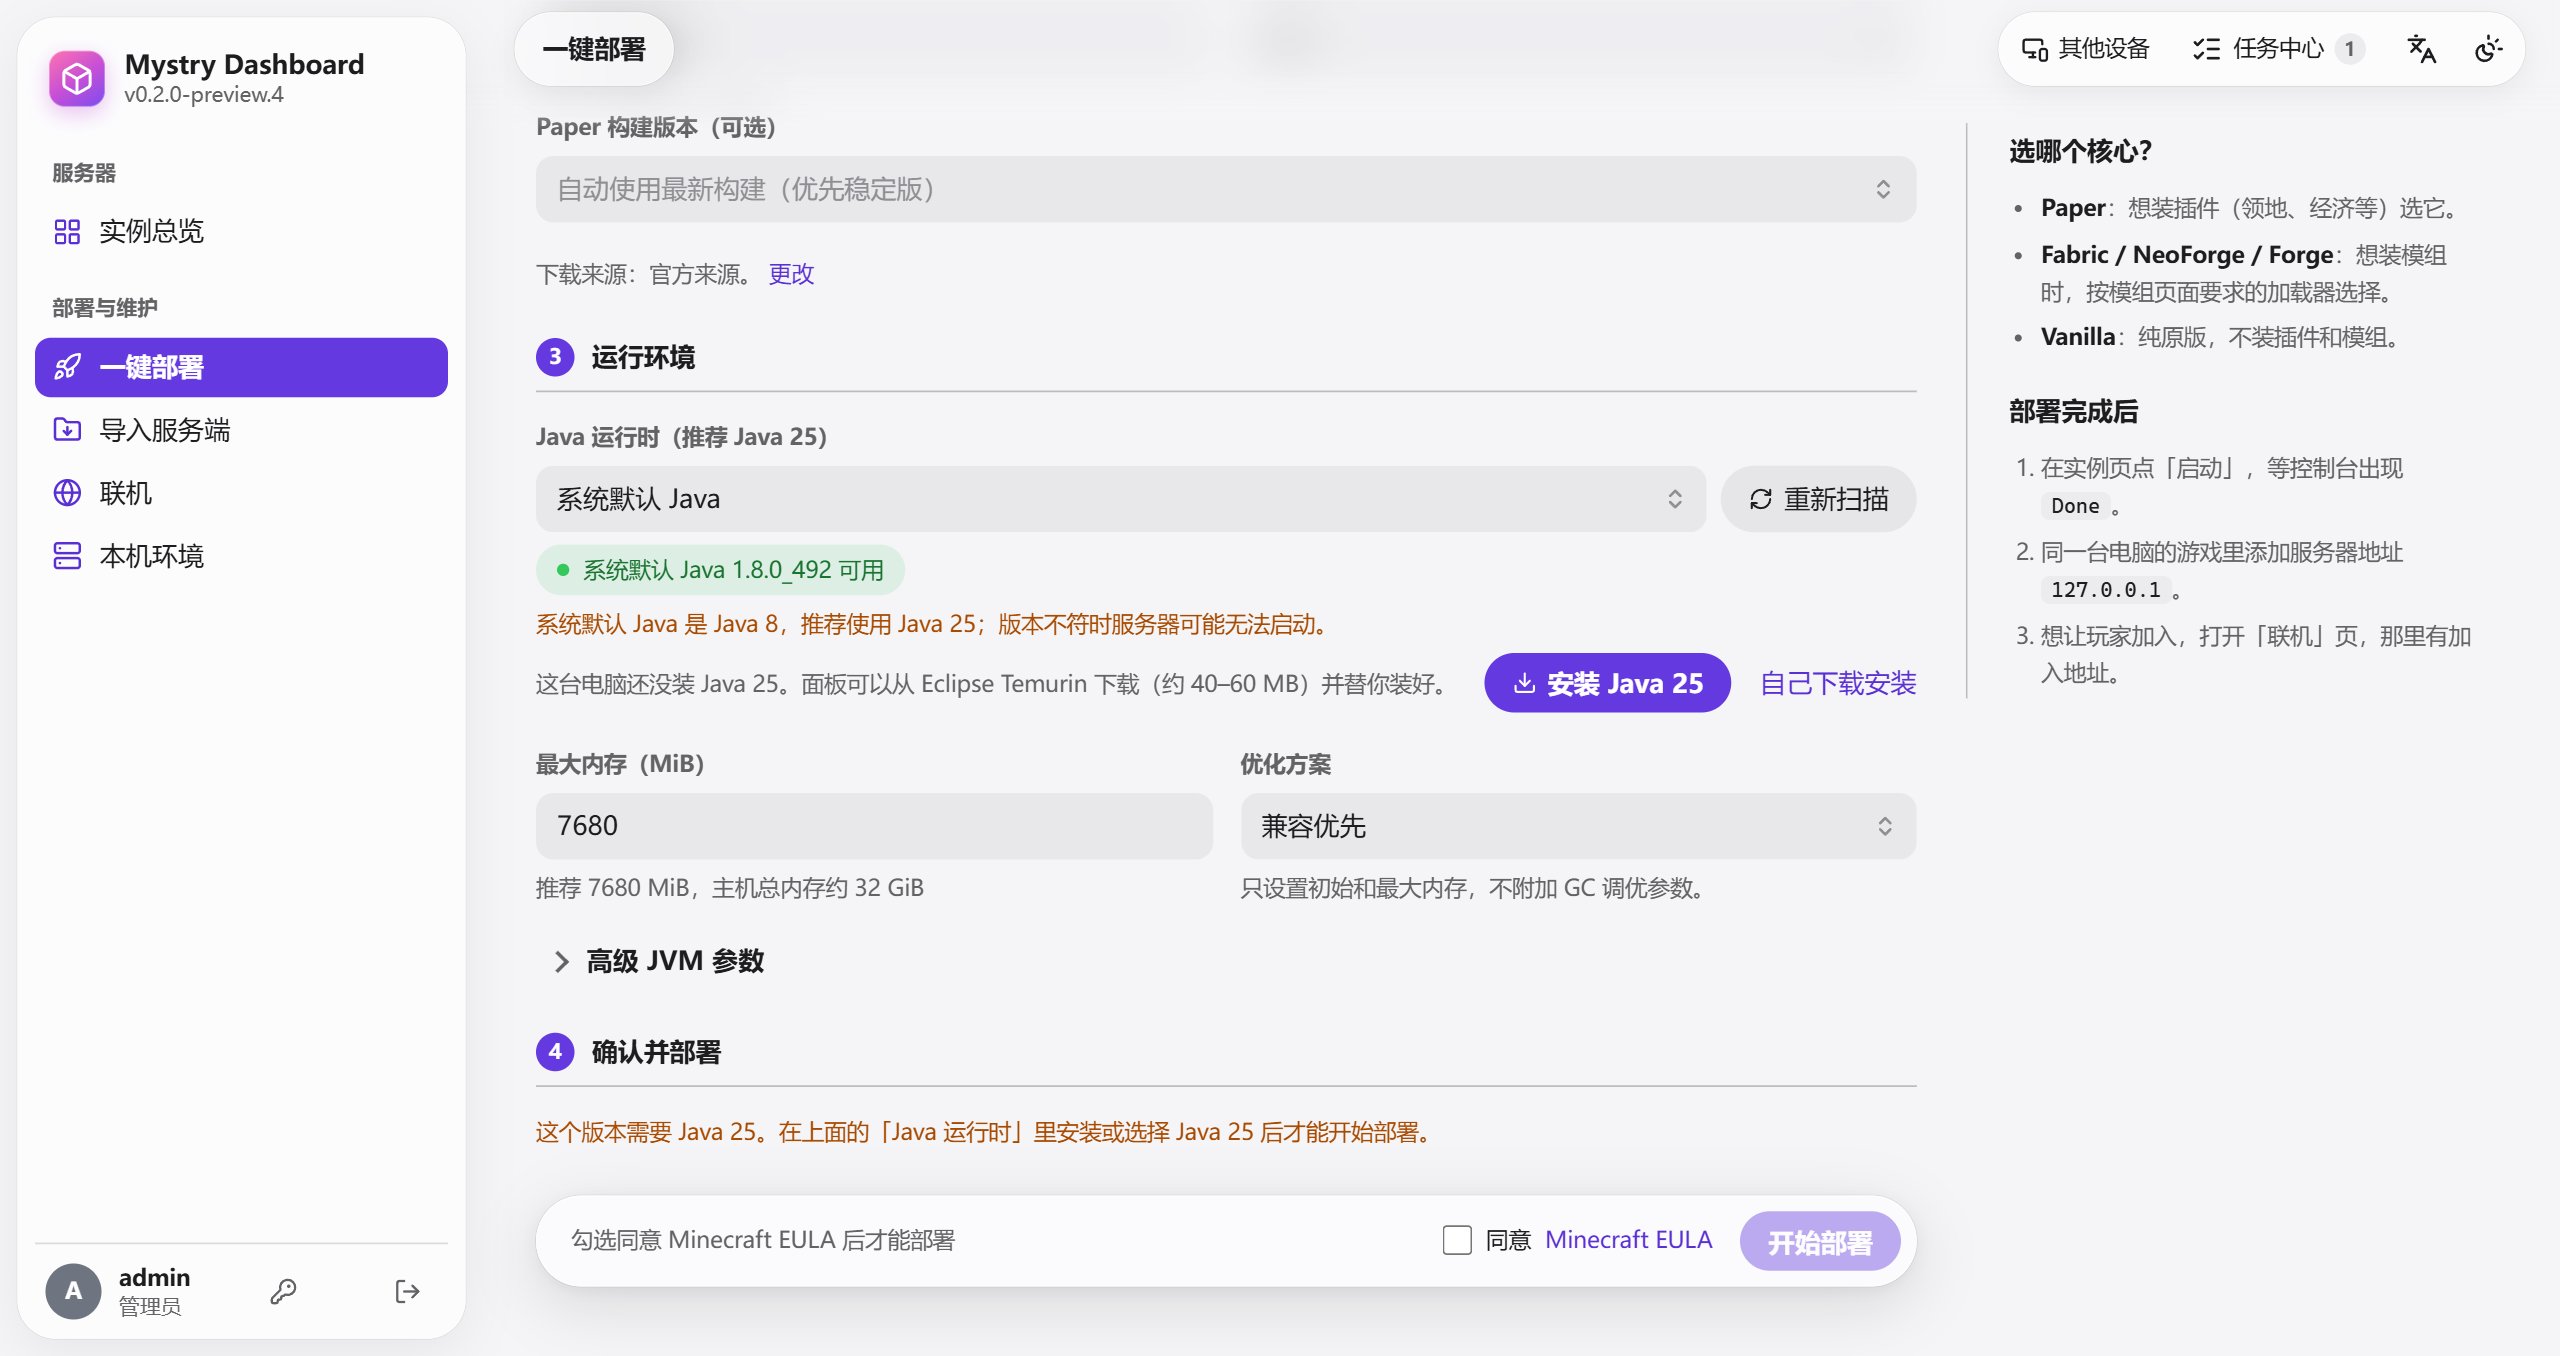 Mystry Dashboard
v0.2.0-preview.4
服务器
实例总览
部署与维护
一键部署
导入服务端
联机
本机环境
A
admin
管理员
一键部署
其他设备
任务中心 1
Paper 构建版本（可选）
自动使用最新构建（优先稳定版）
下载来源：官方来源。 更改
3 运行环境
Java 运行时（推荐 Java 25）
系统默认 Java
重新扫描
系统默认 Java 1.8.0_492 可用
系统默认 Java 是 Java 8，推荐使用 Java 25；版本不符时服务器可能无法启动。
这台电脑还没装 Java 25。面板可以从 Eclipse Temurin 下载（约 40–60 MB）并替你装好。
安装 Java 25
自己下载安装
最大内存（MiB）
7680
推荐 7680 MiB，主机总内存约 32 GiB
优化方案
兼容优先
只设置初始和最大内存，不附加 GC 调优参数。
高级 JVM 参数
4 确认并部署
这个版本需要 Java 25。在上面的「Java 运行时」里安装或选择 Java 25 后才能开始部署。
勾选同意 Minecraft EULA 后才能部署
同意 Minecraft EULA
开始部署
选哪个核心？
• Paper：想装插件（领地、经济等）选它。
• Fabric / NeoForge / Forge：想装模组
时，按模组页面要求的加载器选择。
• Vanilla：纯原版，不装插件和模组。
部署完成后
1. 在实例页点「启动」，等控制台出现
Done 。
2. 同一台电脑的游戏里添加服务器地址
127.0.0.1 。
3. 想让玩家加入，打开「联机」页，那里有加
入地址。